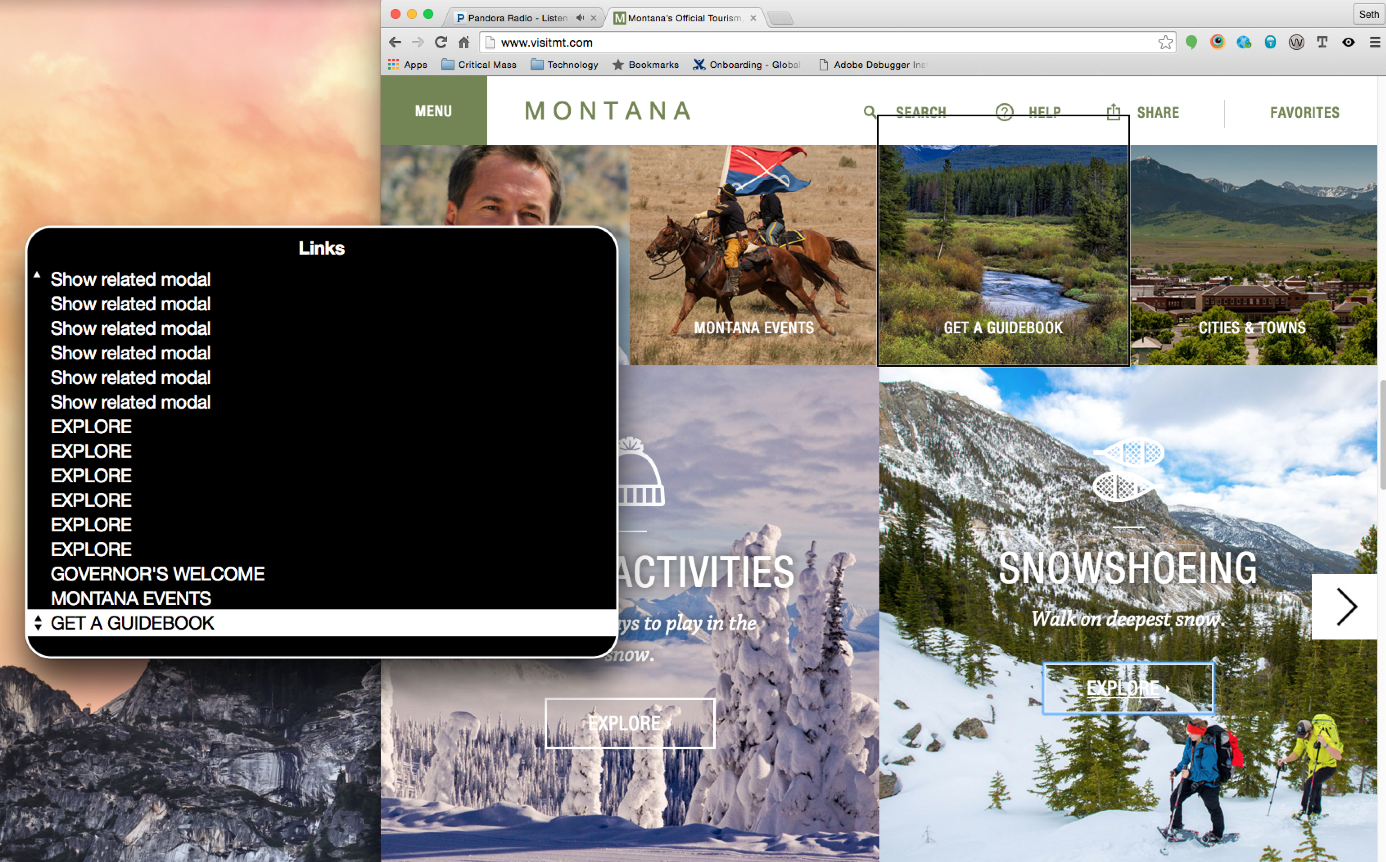 Pandora Radio - Listen
Montana's Official Tourism
Seth
www.visitmt.com
Apps Critical Mass Technology Bookmarks Onboarding - Global Adobe Debugger
MENU
MONTANA
SEARCH HELP SHARE FAVORITES
MONTANA EVENTS
GET A GUIDEBOOK
CITIES & TOWNS
Links
Show related modal
Show related modal
Show related modal
Show related modal
Show related modal
Show related modal
EXPLORE
EXPLORE
EXPLORE
EXPLORE
EXPLORE
EXPLORE
GOVERNOR'S WELCOME
MONTANA EVENTS
GET A GUIDEBOOK
ACTIVITIES
to play in the
snow.
EXPLORE ›
SNOWSHOEING
Walk on deepest snow.
EXPLORE ›